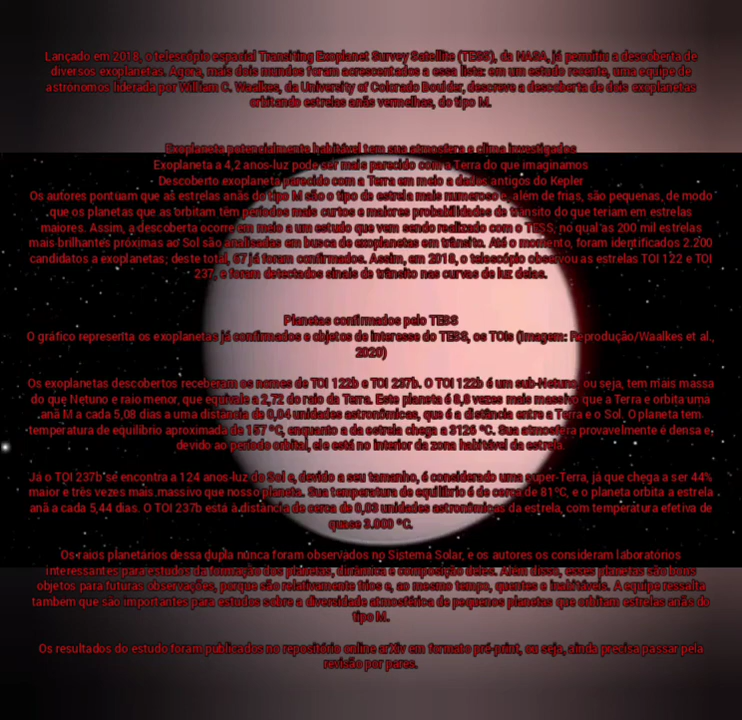 Lançado em 2018, o telescópio espacial Transiting Exoplanet Survey Satellite (TESS), da NASA, já permitiu a descoberta de
diversos exoplanetas. Agora, mais dois mundos foram acrescentados a essa lista: em um estudo recente, uma equipe de
astrônomos liderada por William C. Waalkes, da University of Colorado Boulder, descreve a descoberta de dois exoplanetas
orbitando estrelas anãs vermelhas, do tipo M.
Exoplaneta potencialmente habitável tem sua atmosfera e clima investigados
Exoplaneta a 4,2 anos-luz pode ser mais parecido com a Terra do que imaginamos
Descoberto exoplaneta parecido com a Terra em meio a dados antigos do Kepler
Os autores pontuam que as estrelas anãs do tipo M são o tipo de estrela mais numeroso e, além de frias, são pequenas, de modo
que os planetas que as orbitam têm períodos mais curtos e maiores probabilidades de trânsito do que teriam em estrelas
maiores. Assim, a descoberta ocorre em meio a um estudo que vem sendo realizado com o TESS, no qual as 200 mil estrelas
mais brilhantes próximas ao Sol são analisadas em busca de exoplanetas em trânsito. Até o momento, foram identificados 2.200
candidatos a exoplanetas; deste total, 67 já foram confirmados. Assim, em 2018, o telescópio observou as estrelas TOI 122 e TOI
237, e foram detectados sinais de trânsito nas curvas de luz delas.
Planetas confirmados pelo TESS
O gráfico representa os exoplanetas já confirmados e objetos de interesse do TESS, os TOIs (Imagem: Reprodução/Waalkes et al.,
2020)
Os exoplanetas descobertos receberam os nomes de TOI 122b e TOI 237b. O TOI 122b é um sub-Netuno, ou seja, tem mais massa
do que Netuno e raio menor, que equivale a 2,72 do raio da Terra. Este planeta é 8,8 vezes mais massivo que a Terra e orbita uma
anã M a cada 5,08 dias a uma distância de 0,04 unidades astronômicas, que é a distância entre a Terra e o Sol. O planeta tem
temperatura de equilíbrio aproximada de 157 ºC, enquanto a da estrela chega a 3126 ºC. Sua atmosfera provavelmente é densa e,
devido ao período orbital, ele está no interior da zona habitável da estrela.
Já o TOI 237b se encontra a 124 anos-luz do Sol e, devido a seu tamanho, é considerado uma super-Terra, já que chega a ser 44%
maior e três vezes mais massivo que nosso planeta. Sua temperatura de equilíbrio é de cerca de 81ºC, e o planeta orbita a estrela
anã a cada 5,44 dias. O TOI 237b está à distância de cerca de 0,03 unidades astronômicas da estrela, com temperatura efetiva de
quase 3.000 ºC.
Os raios planetários dessa dupla nunca foram observados no Sistema Solar, e os autores os consideram laboratórios
interessantes para estudos da formação dos planetas, dinâmica e composição deles. Além disso, esses planetas são bons
objetos para futuras observações, porque são relativamente frios e, ao mesmo tempo, quentes e inabitáveis. A equipe ressalta
também que são importantes para estudos sobre a diversidade atmosférica de pequenos planetas que orbitam estrelas anãs do
tipo M.
Os resultados do estudo foram publicados no repositório online arXiv em formato pré-print, ou seja, ainda precisa passar pela
revisão por pares.